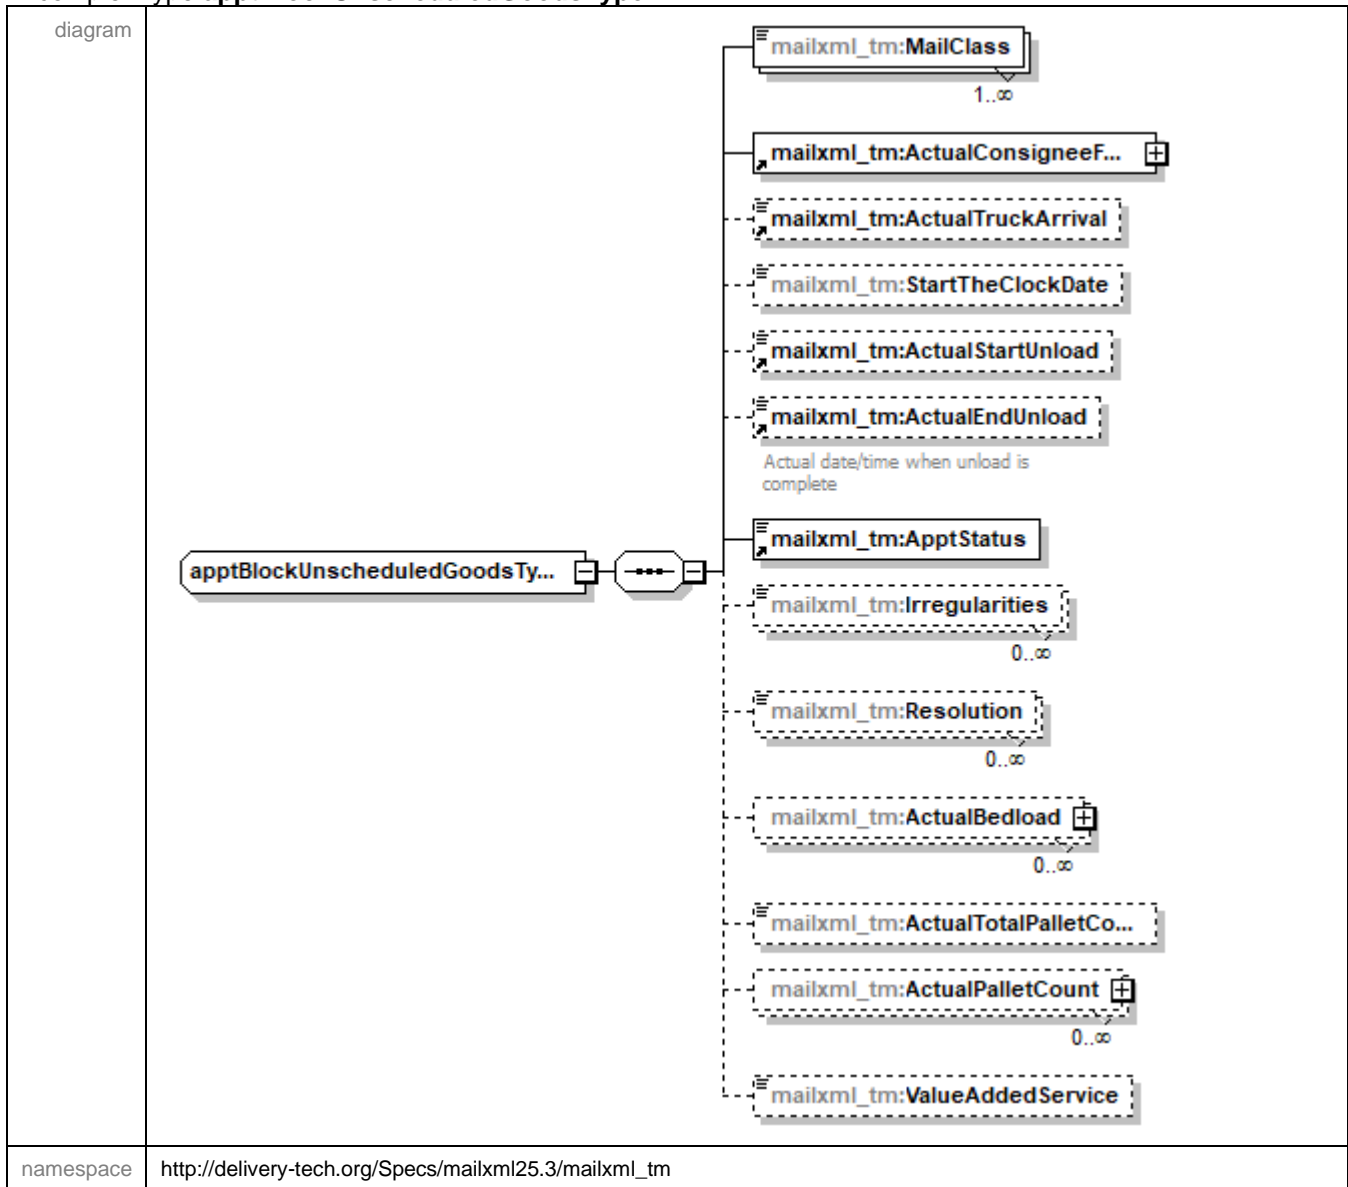 diagram
mailxml_tm:MailClass
1..∞
mailxml_tm:ActualConsigneeF...
mailxml_tm:ActualTruckArrival
mailxml_tm:StartTheClockDate
mailxml_tm:ActualStartUnload
mailxml_tm:ActualEndUnload
Actual date/time when unload is
complete
mailxml_tm:ApptStatus
apptBlockUnscheduledGoodsTy...
mailxml_tm:Irregularities
0..∞
mailxml_tm:Resolution
0..∞
mailxml_tm:ActualBedload
0..∞
mailxml_tm:ActualTotalPalletCo...
mailxml_tm:ActualPalletCount
0..∞
mailxml_tm:ValueAddedService
namespace http://delivery-tech.org/Specs/mailxml25.3/mailxml_tm